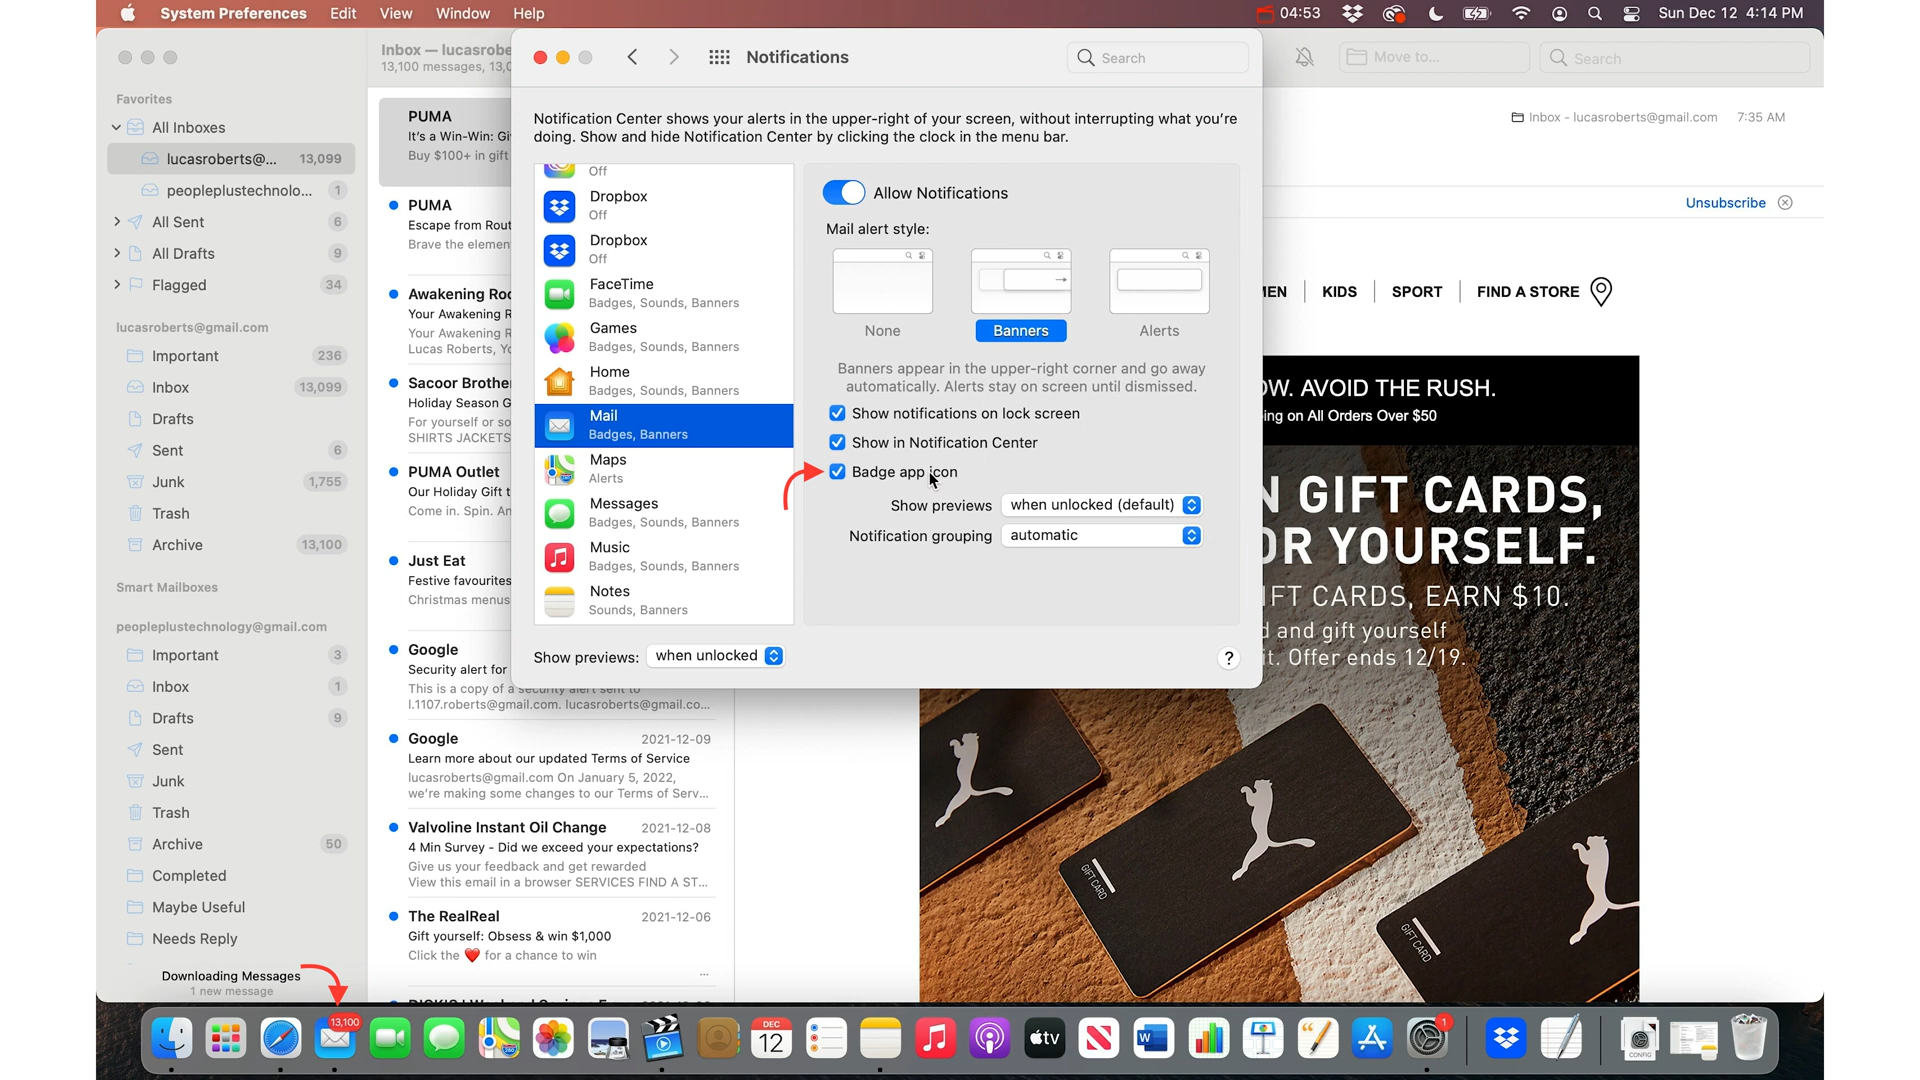 System Preferences Edit View Window Help
04:53 Sun Dec 12 4:14 PM
Inbox — lucasrobe
13,100 messages, 13,0
Notifications
Search
Move to...
Search
Favorites
All Inboxes
lucasroberts@... 13,099
peopleplustechnolo... 1
All Sent 6
All Drafts 9
Flagged 34
lucasroberts@gmail.com
Important 236
Inbox 13,099
Drafts
Sent 6
Junk 1,755
Trash
Archive 13,100
Smart Mailboxes
peopleplustechnology@gmail.com
Important 3
Inbox 1
Drafts 9
Sent
Junk
Trash
Archive 50
Completed
Maybe Useful
Needs Reply
Downloading Messages
1 new message
PUMA
It's a Win-Win: Gi
Buy $100+ in gift
PUMA
Escape from Rout
Brave the elemen
Awakening Roc
Your Awakening R
Your Awakening R
Lucas Roberts, Yo
Sacoor Brothe
Holiday Season G
For yourself or so
SHIRTS JACKETS
PUMA Outlet
Our Holiday Gift t
Come in. Spin. An
Just Eat
Festive favourites
Christmas menus
Google
Security alert for
This is a copy of a security alert sent to
l.1107.roberts@gmail.com. lucasroberts@gmail.co...
Google 2021-12-09
Learn more about our updated Terms of Service
lucasroberts@gmail.com On January 5, 2022,
we're making some changes to our Terms of Serv...
Valvoline Instant Oil Change 2021-12-08
4 Min Survey - Did we exceed your expectations?
Give us your feedback and get rewarded
View this email in a browser SERVICES FIND A ST...
The RealReal 2021-12-06
Gift yourself: Obsess & win $1,000
Click the ❤️ for a chance to win
...
Notification Center shows your alerts in the upper-right of your screen, without interrupting what you're
doing. Show and hide Notification Center by clicking the clock in the menu bar.
Off
Dropbox
Off
Dropbox
Off
FaceTime
Badges, Sounds, Banners
Games
Badges, Sounds, Banners
Home
Badges, Sounds, Banners
Mail
Badges, Banners
Maps
Alerts
Messages
Badges, Sounds, Banners
Music
Badges, Sounds, Banners
Notes
Sounds, Banners
Show previews: when unlocked
?
Allow Notifications
Mail alert style:
None Banners Alerts
Banners appear in the upper-right corner and go away
automatically. Alerts stay on screen until dismissed.
Show notifications on lock screen
Show in Notification Center
Badge app icon
Show previews when unlocked (default)
Notification grouping automatic
Inbox - lucasroberts@gmail.com 7:35 AM
Unsubscribe
MEN KIDS SPORT FIND A STORE
OW. AVOID THE RUSH.
ing on All Orders Over $50
N GIFT CARDS,
OR YOURSELF.
IFT CARDS, EARN $10.
d and gift yourself
it. Offer ends 12/19.
GIFT CARD
GIFT CARD
13,100
DEC
12
tv
W
1
CONFIG